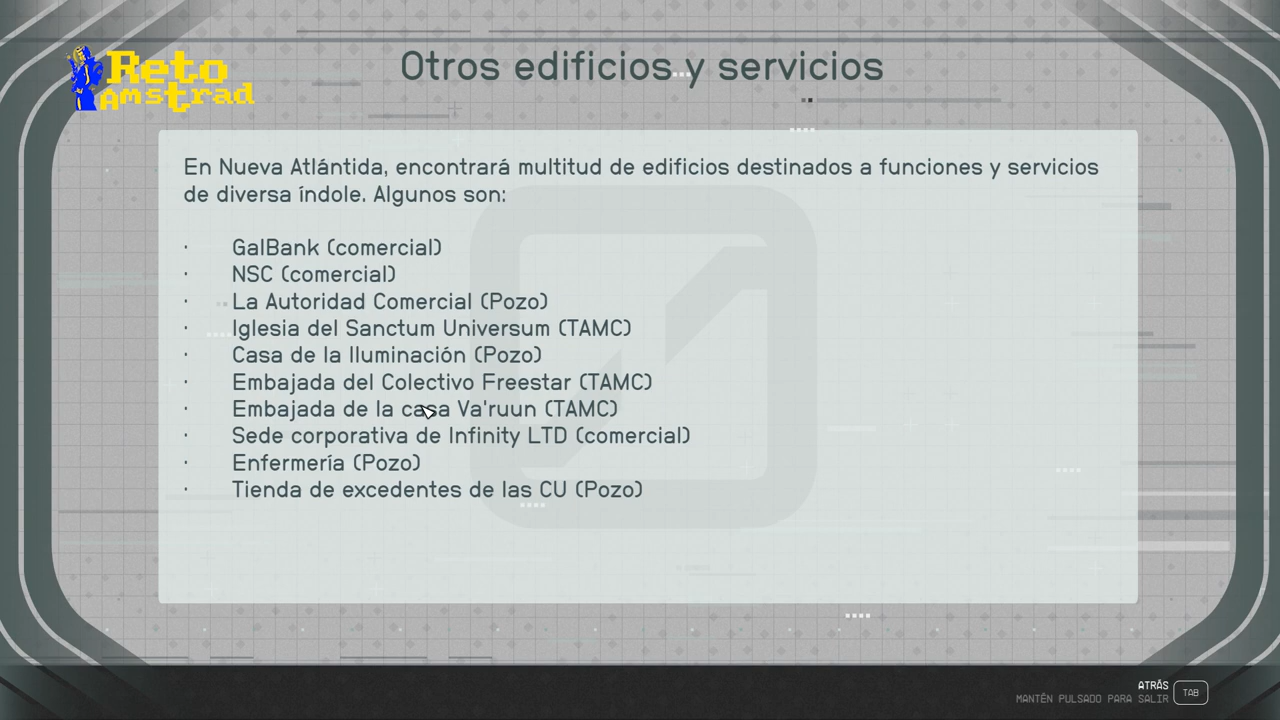 Reto
Amstrad
Otros edificios y servicios
En Nueva Atlántida, encontrará multitud de edificios destinados a funciones y servicios
de diversa índole. Algunos son:
· GalBank (comercial)
· NSC (comercial)
· La Autoridad Comercial (Pozo)
· Iglesia del Sanctum Universum (TAMC)
· Casa de la Iluminación (Pozo)
· Embajada del Colectivo Freestar (TAMC)
· Embajada de la casa Va'ruun (TAMC)
· Sede corporativa de Infinity LTD (comercial)
· Enfermería (Pozo)
· Tienda de excedentes de las CU (Pozo)
ATRÁS
MANTÉN PULSADO PARA SALIR
TAB